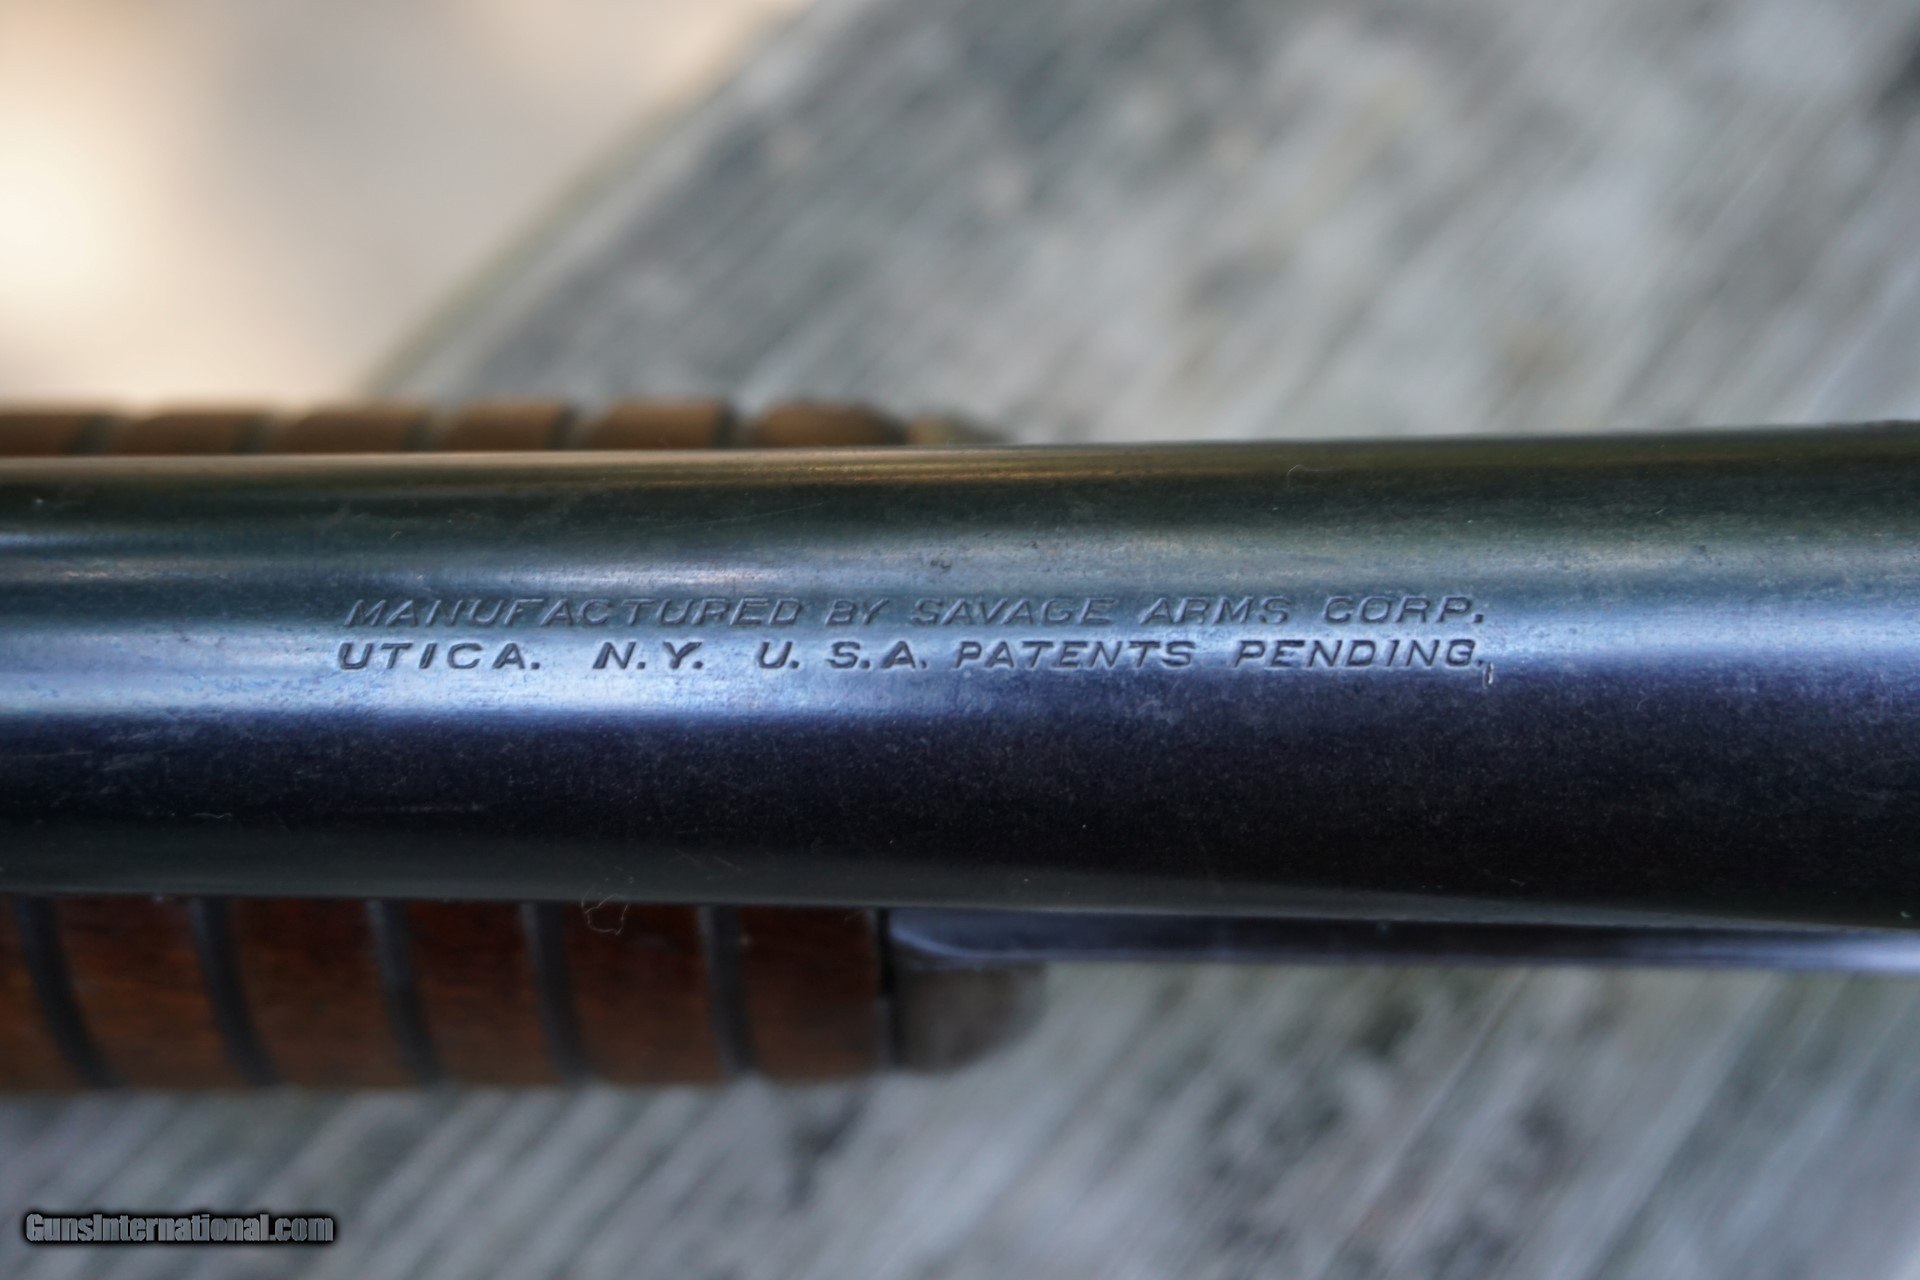 MANUFACTURED BY SAVAGE ARMS CORP.
UTICA. N.Y. U.S.A. PATENTS PENDING.
GunsInternational.com